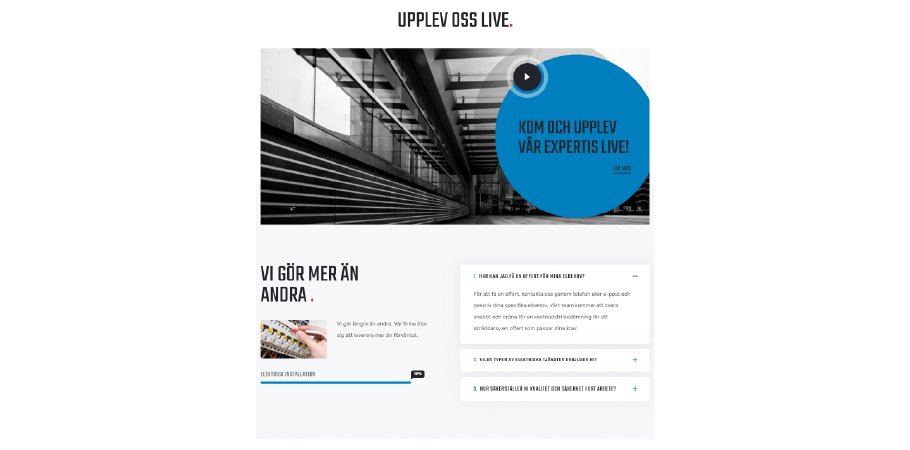 UPPLEV OSS LIVE.
KOM OCH UPPLEV
VÅR EXPERTIS LIVE!
LÄS MER
VI GÖR MER ÄN
ANDRA .
Vi går längre än andra. Vår firma åtar
sig att leverera mer än förväntat.
ELEKTRISK INSTALLATION
90%
1. HUR KAN JAG FÅ EN OFFERT FÖR MINA ELBEHOV?
För att få en offert, kontakta oss genom telefon eller e-post och
beskriv dina specifika elbehov. Vårt team kommer att svara
snabbt och ordna för en kostnadsfri bedömning för att
skräddarsy en offert som passar dina krav.
2. VILKA TYPER AV ELEKTRISKA TJÄNSTER ERBJUDER NI?
3. HUR SÄKERSTÄLLER NI KVALITET OCH SÄKERHET I ERT ARBETE?